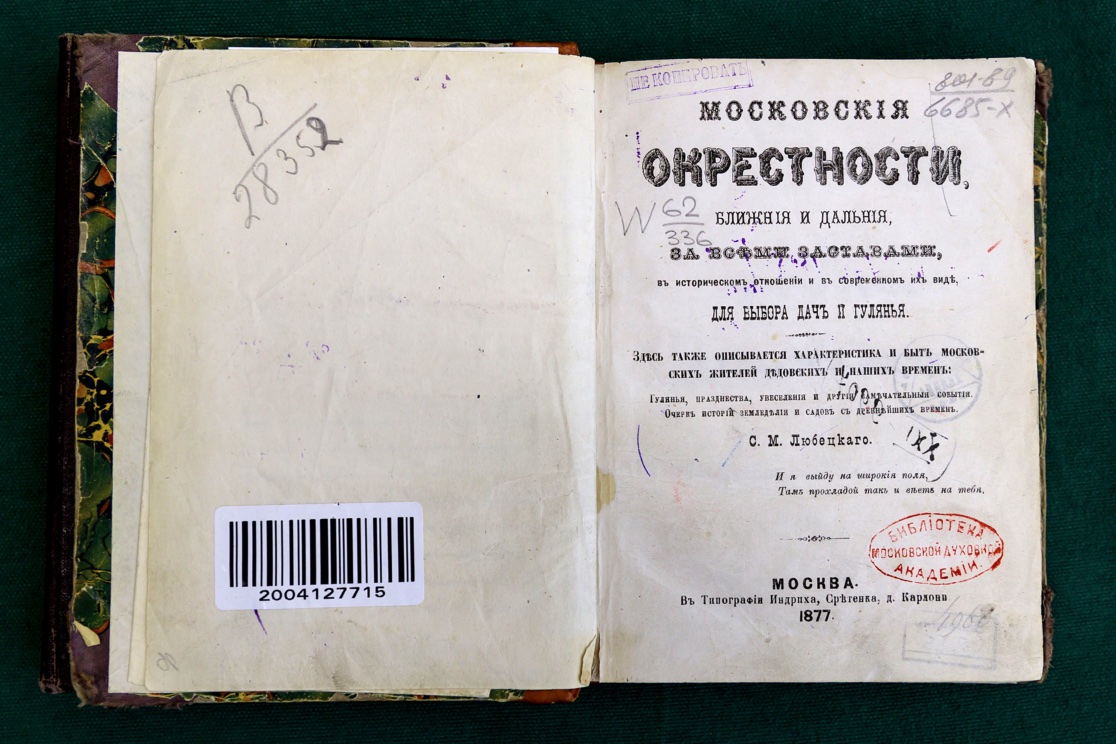 В
28352
2004127715
НЕ КОПИРОВАТЬ
801-89
6685-X
МОСКОВСКІЯ
ОКРЕСТНОСТИ,
W 62
336
БЛИЖНІЯ И ДАЛЬНІЯ,
ЗА ВСѢМИ ЗАСТАВАМИ,
въ историческомъ отношеніи и въ современномъ ихъ видѣ,
ДЛЯ ВЫБОРА ДАЧЪ И ГУЛЯНЬЯ.
Здѣсь также описывается характеристика и бытъ москов-
скихъ жителей дѣдовскихъ и нашихъ временъ:
Гулянья, празднества, увеселенія и другія замѣчательныя событія.
Очеркъ исторіи земледѣлія и садовъ съ древнѣйшихъ временъ.
С. М. Любецкаго.
И я выйду на широкія поля,
Тамъ прохладой такъ и вѣетъ на тебя,
БИБЛІОТЕКА
МОСКОВСКОЙ ДУХОВНОЙ
АКАДЕМІИ.
МОСКВА.
Въ Типографіи Индриха, Срѣтенка, д. Карлони
1877.